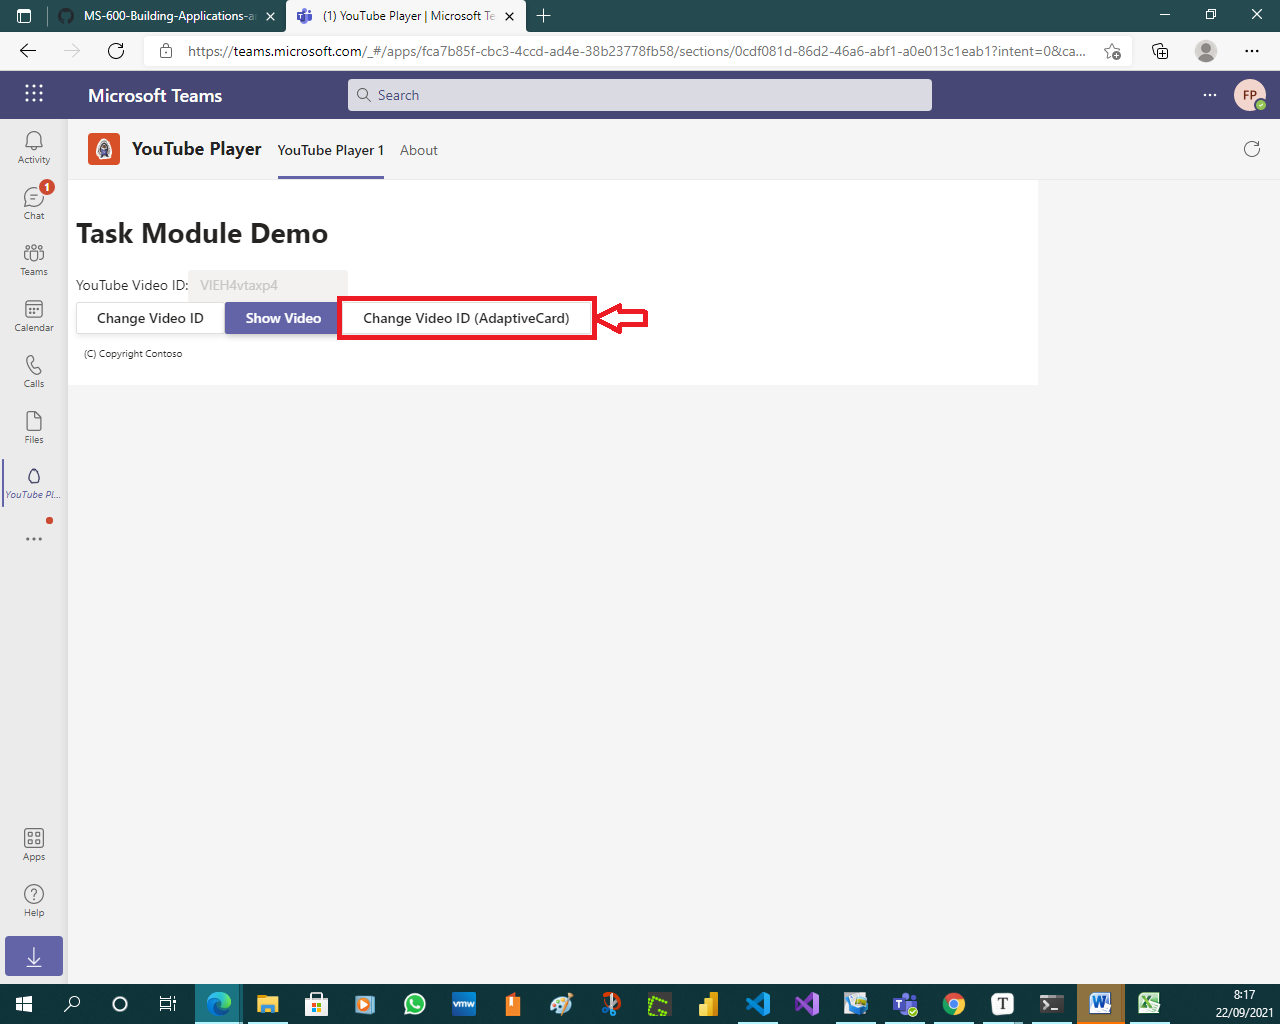 MS-600-Building-Applications-a
(1) YouTube Player | Microsoft Te
https://teams.microsoft.com/_#/apps/fca7b85f-cbc3-4ccd-ad4e-38b23778fb58/sections/0cdf081d-86d2-46a6-abf1-a0e013c1eab1?intent=0&ca...
Microsoft Teams
Search
FP
Activity
1
Chat
Teams
Calendar
Calls
Files
YouTube Pl...
Apps
Help
YouTube Player
YouTube Player 1
About
Task Module Demo
YouTube Video ID:
VlEH4vtaxp4
Change Video ID
Show Video
Change Video ID (AdaptiveCard)
(C) Copyright Contoso
vmw
T
8:17
22/09/2021